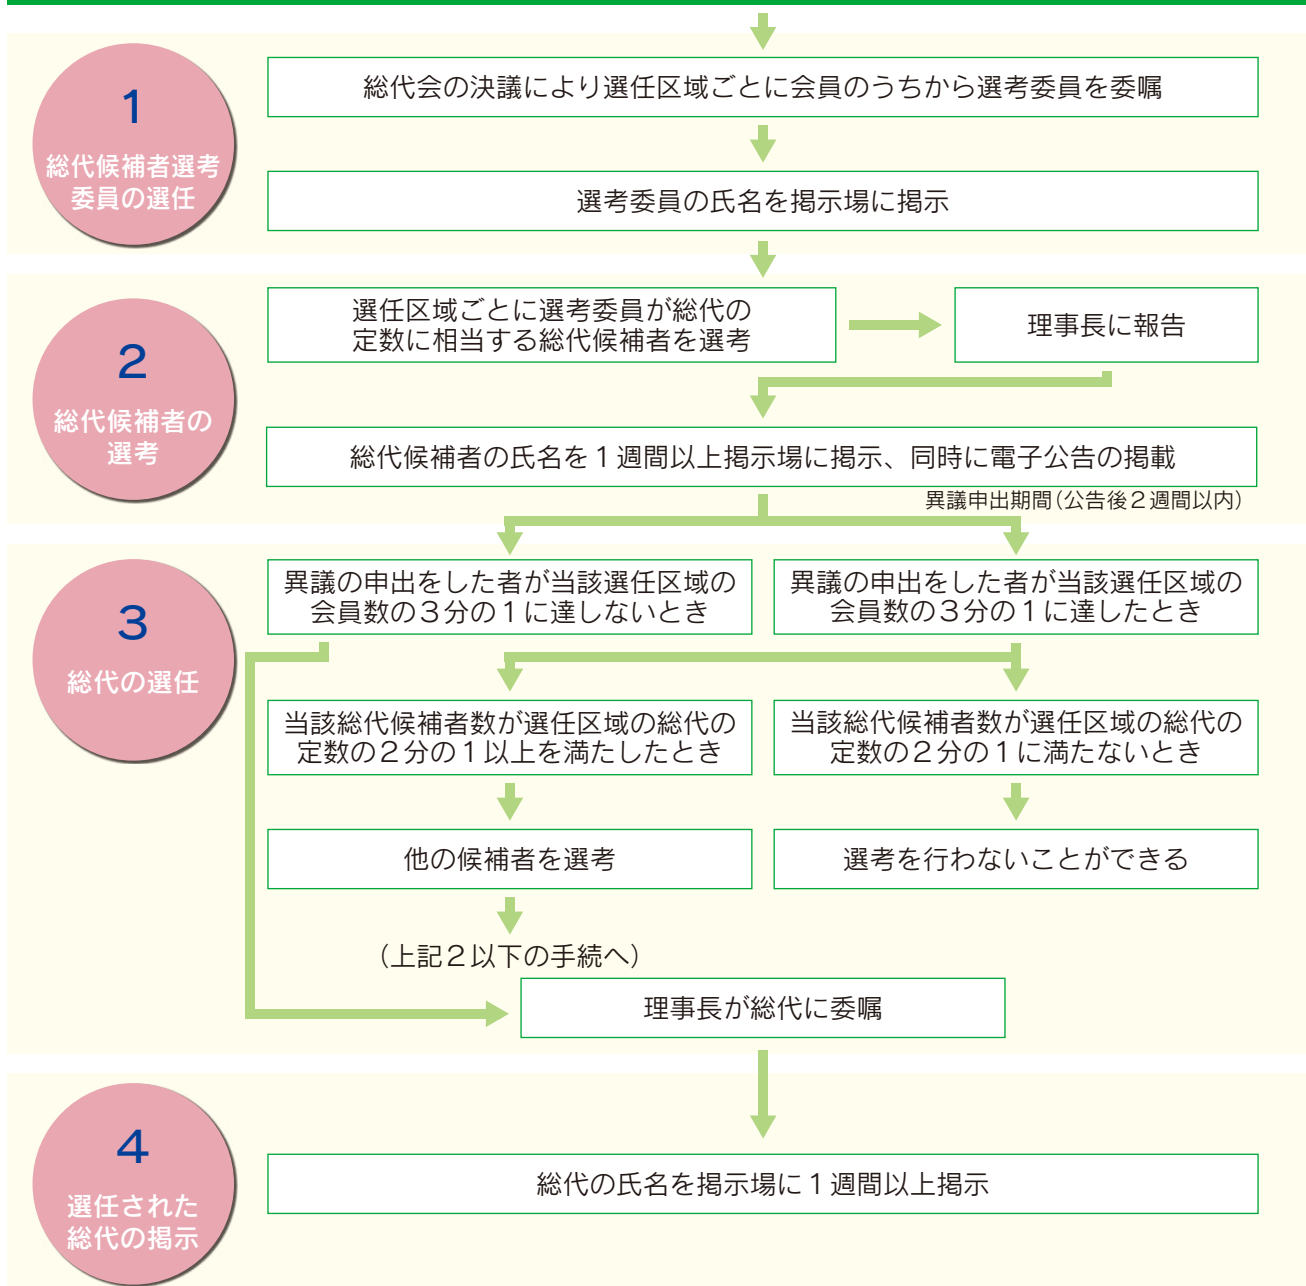 1
総代候補者選考
委員の選任
総代会の決議により選任区域ごとに会員のうちから選考委員を委嘱
選考委員の氏名を掲示場に掲示
2
総代候補者の
選考
選任区域ごとに選考委員が総代の
定数に相当する総代候補者を選考
理事長に報告
総代候補者の氏名を１週間以上掲示場に掲示、同時に電子公告の掲載
異議申出期間（公告後２週間以内）
3
総代の選任
異議の申出をした者が当該選任区域の
会員数の３分の１に達しないとき
異議の申出をした者が当該選任区域の
会員数の３分の１に達したとき
当該総代候補者数が選任区域の総代の
定数の２分の１以上を満たしたとき
当該総代候補者数が選任区域の総代の
定数の２分の１に満たないとき
他の候補者を選考
選考を行わないことができる
（上記２以下の手続へ）
理事長が総代に委嘱
4
選任された
総代の掲示
総代の氏名を掲示場に１週間以上掲示